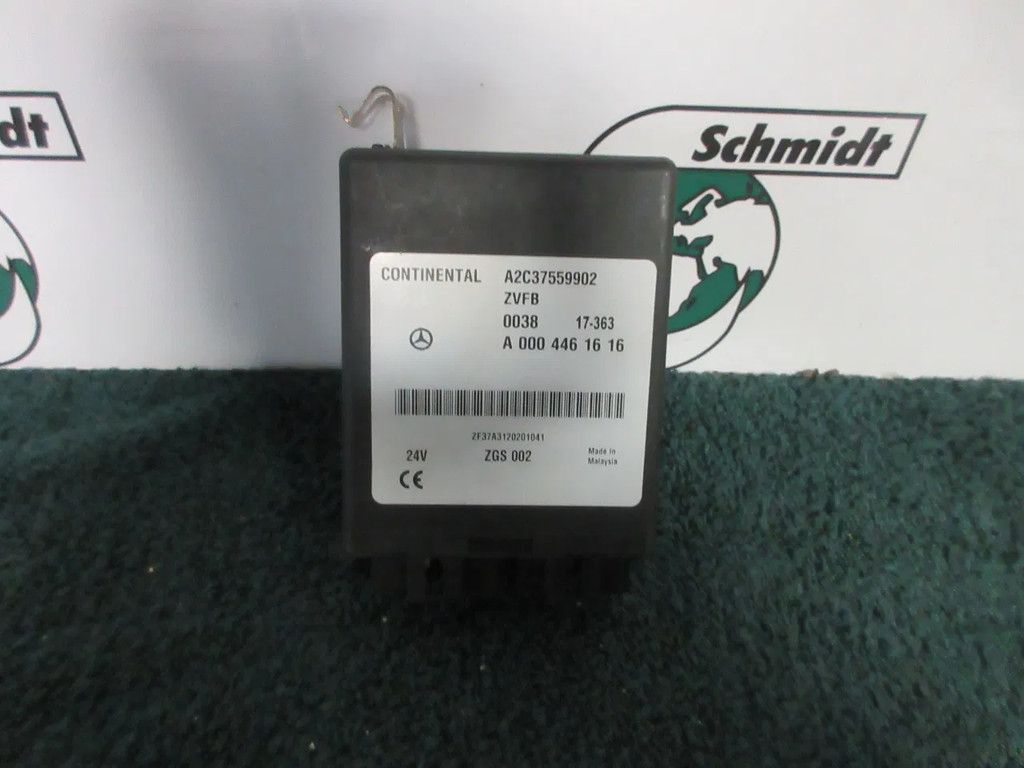 dt
Schmidt
CONTINENTAL A2C37559902
ZVFB
0038 17-363
A 000 446 16 16
2F37A3120201041
24V ZGS 002 Made in
Malaysia
CE